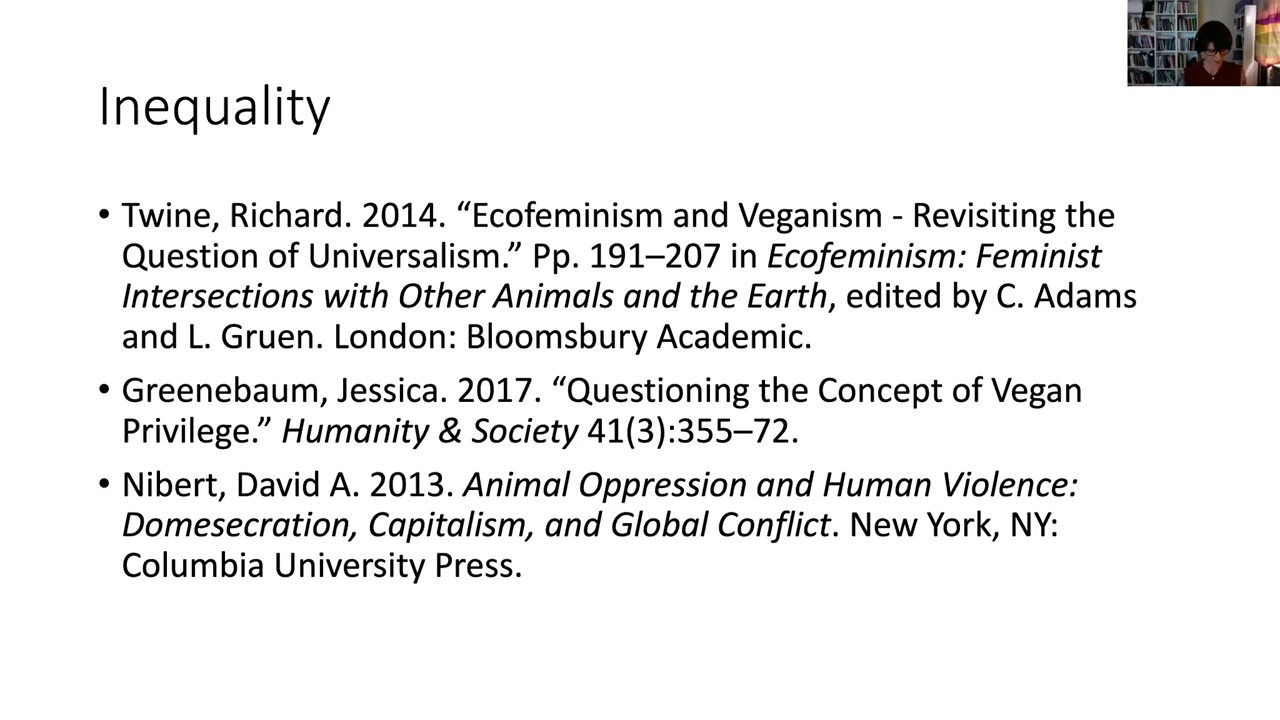 Inequality
• Twine, Richard. 2014. “Ecofeminism and Veganism - Revisiting the
Question of Universalism.” Pp. 191–207 in Ecofeminism: Feminist
Intersections with Other Animals and the Earth, edited by C. Adams
and L. Gruen. London: Bloomsbury Academic.
• Greenebaum, Jessica. 2017. “Questioning the Concept of Vegan
Privilege.” Humanity & Society 41(3):355–72.
• Nibert, David A. 2013. Animal Oppression and Human Violence:
Domesecration, Capitalism, and Global Conflict. New York, NY:
Columbia University Press.